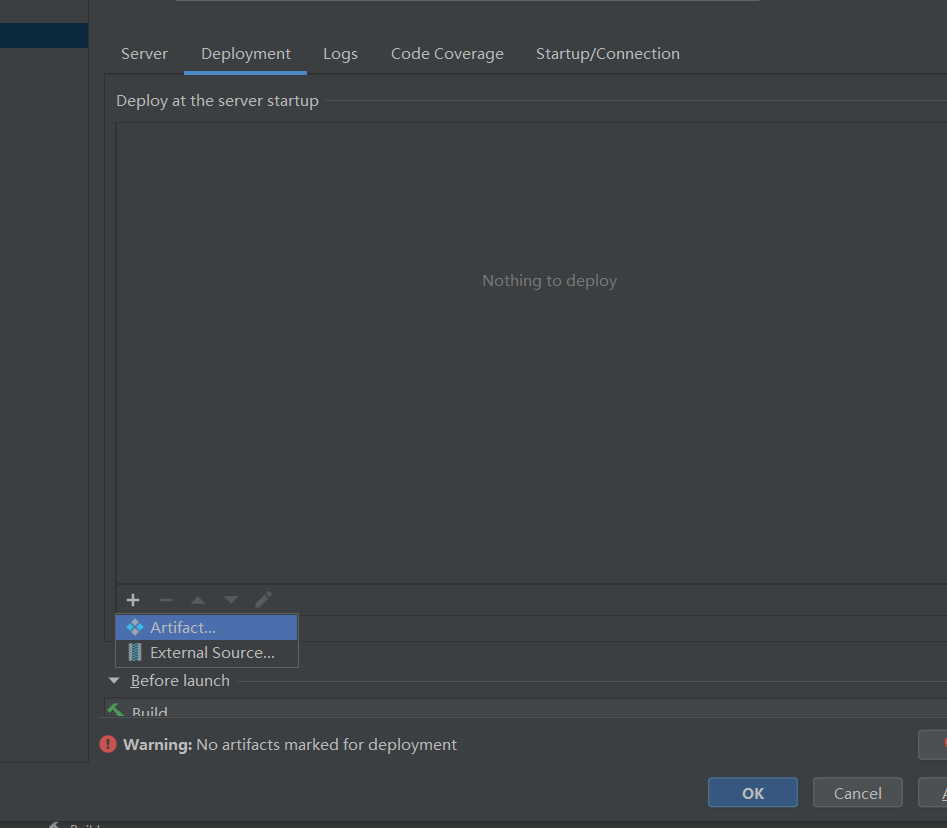 Server Deployment Logs Code Coverage Startup/Connection
Deploy at the server startup
Nothing to deploy
Artifact...
External Source...
Before launch
Build
Warning: No artifacts marked for deployment
OK Cancel